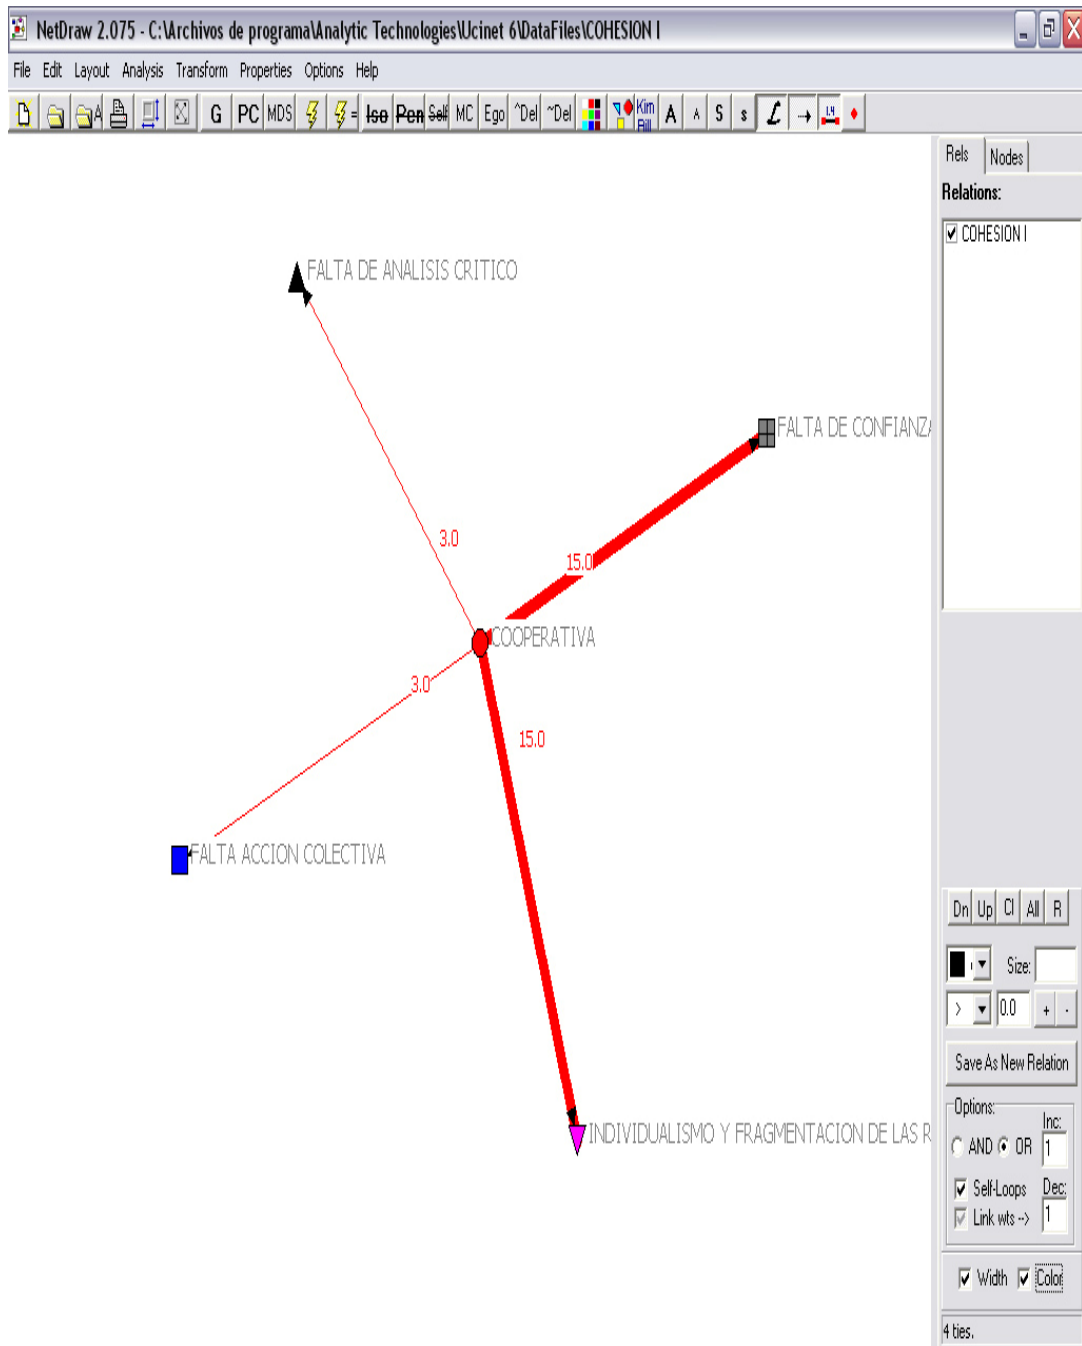 NetDraw 2.075 - C:\Archivos de programa\Analytic Technologies\Ucinet 6\DataFiles\COHESION I
File Edit Layout Analysis Transform Properties Options Help
A G PC MDS = Iso Pen Self MC Ego ^Del ~Del Kim Bill A A S s L → L4
Rels Nodes
Relations:
COHESION I
FALTA DE ANALISIS CRITICO
FALTA DE CONFIANZA
3.0
15.0
COOPERATIVA
3.0
15.0
FALTA ACCION COLECTIVA
INDIVIDUALISMO Y FRAGMENTACION DE LAS R
Dn Up Cl All R
Size:
> 0.0 + -
Save As New Relation
Options:
Inc:
AND OR 1
Self-Loops Dec:
Link wts --> 1
Width Color
4 ties.